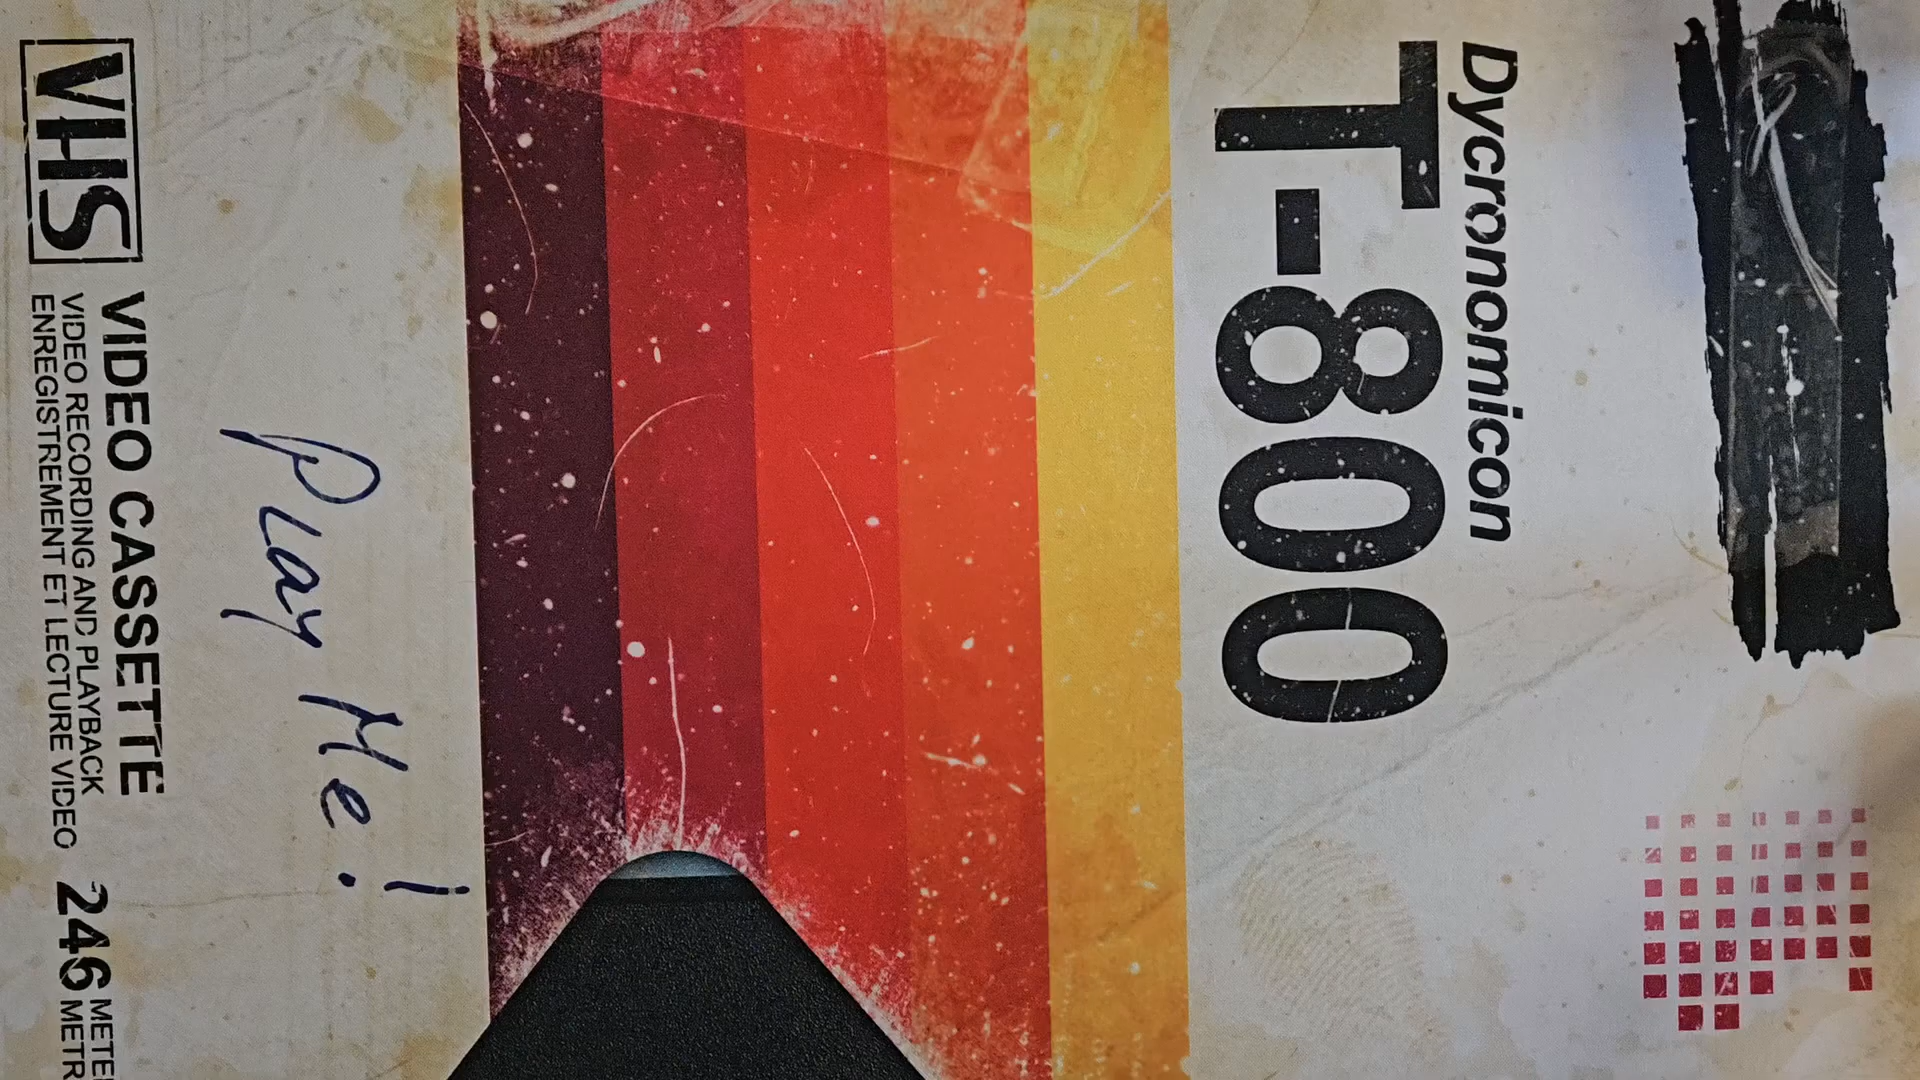 Dycronomicon
T-800
Play Me!
VHS
VIDEO CASSETTE
VIDEO RECORDING AND PLAYBACK
ENREGISTREMENT ET LECTURE VIDEO
246